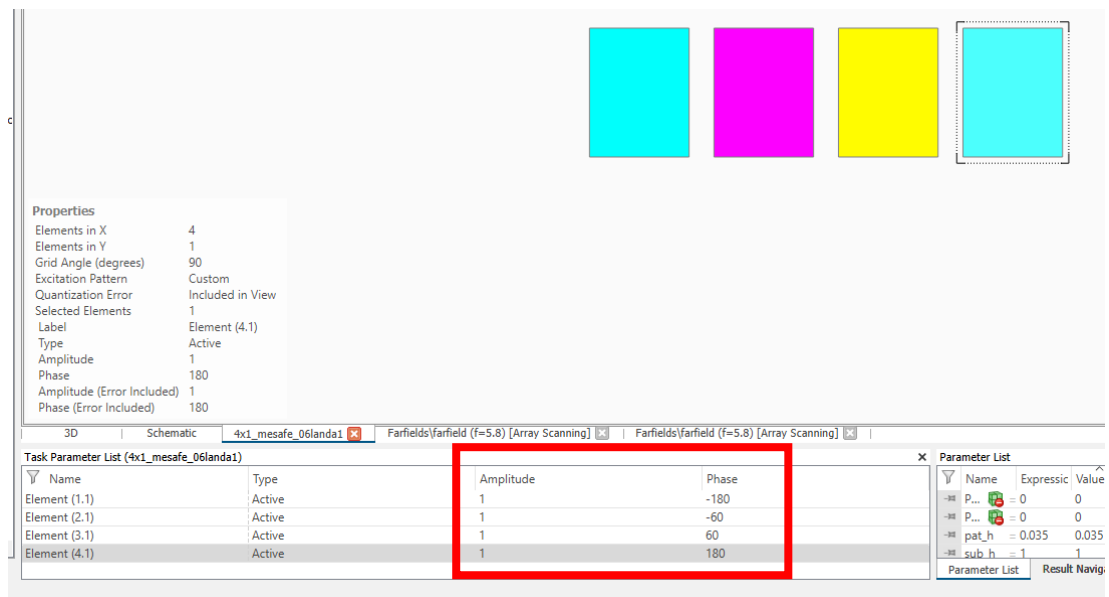 Properties
Elements in X 4
Elements in Y 1
Grid Angle (degrees) 90
Excitation Pattern Custom
Quantization Error Included in View
Selected Elements 1
Label Element (4.1)
Type Active
Amplitude 1
Phase 180
Amplitude (Error Included) 1
Phase (Error Included) 180
3D Schematic 4x1_mesafe_06landa1 Farfields\farfield (f=5.8) [Array Scanning] Farfields\farfield (f=5.8) [Array Scanning]
Task Parameter List (4x1_mesafe_06landa1) Parameter List
Name Type Amplitude Phase Name Expressic Value
Element (1.1) Active 1 -180 P... = 0 0
Element (2.1) Active 1 -60 P... = 0 0
Element (3.1) Active 1 60 pat_h = 0.035 0.035
Element (4.1) Active 1 180 sub_h = 1 1
Parameter List Result Naviga